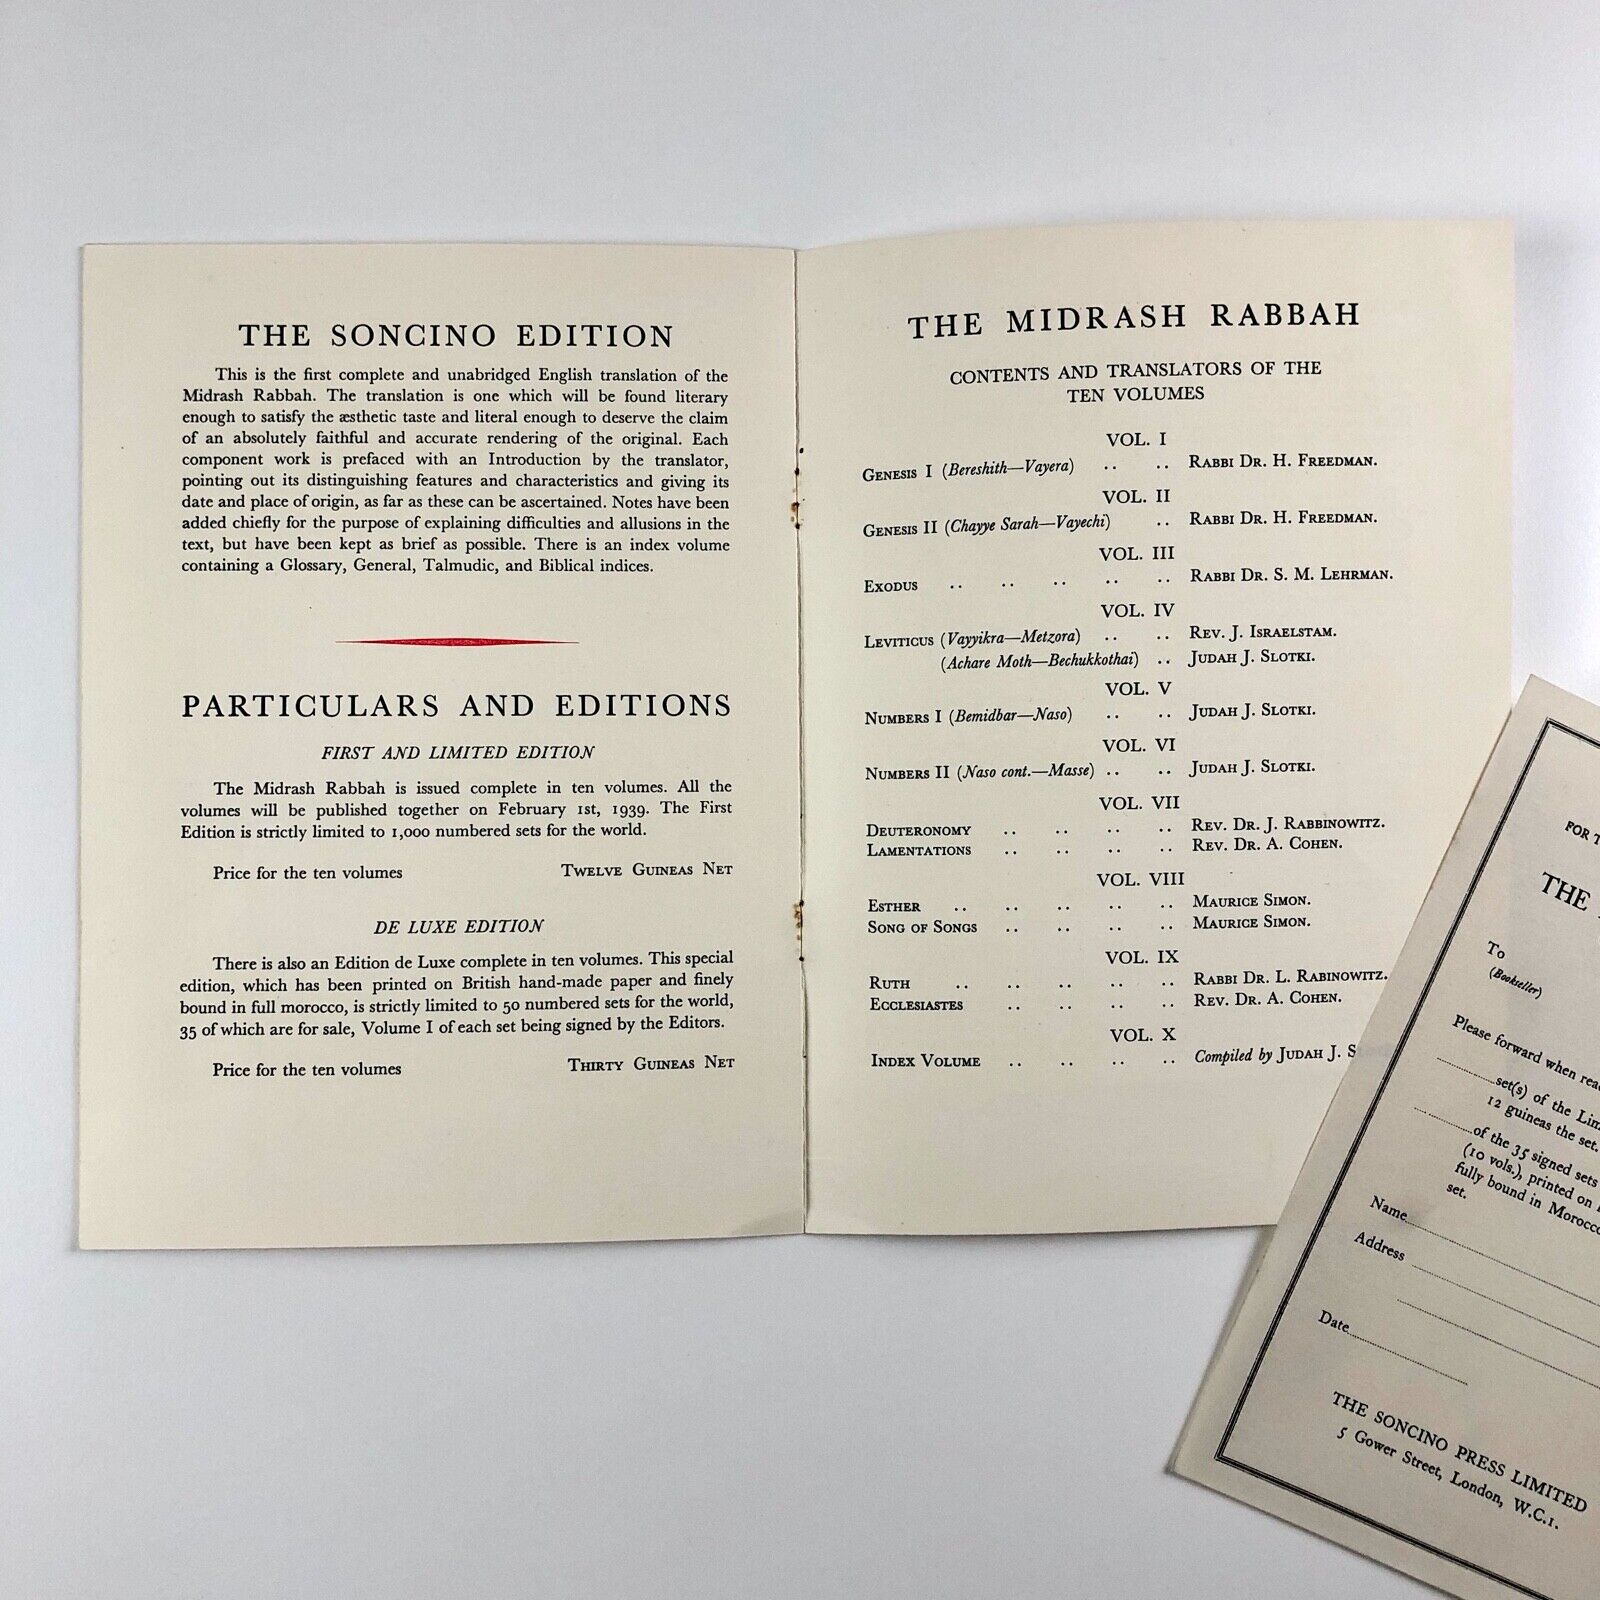 THE SONCINO EDITION
This is the first complete and unabridged English translation of the
Midrash Rabbah. The translation is one which will be found literary
enough to satisfy the æsthetic taste and literal enough to deserve the claim
of an absolutely faithful and accurate rendering of the original. Each
component work is prefaced with an Introduction by the translator,
pointing out its distinguishing features and characteristics and giving its
date and place of origin, as far as these can be ascertained. Notes have been
added chiefly for the purpose of explaining difficulties and allusions in the
text, but have been kept as brief as possible. There is an index volume
containing a Glossary, General, Talmudic, and Biblical indices.
PARTICULARS AND EDITIONS
FIRST AND LIMITED EDITION
The Midrash Rabbah is issued complete in ten volumes. All the
volumes will be published together on February 1st, 1939. The First
Edition is strictly limited to 1,000 numbered sets for the world.
Price for the ten volumes TWELVE GUINEAS NET
DE LUXE EDITION
There is also an Edition de Luxe complete in ten volumes. This special
edition, which has been printed on British hand-made paper and finely
bound in full morocco, is strictly limited to 50 numbered sets for the world,
35 of which are for sale, Volume I of each set being signed by the Editors.
Price for the ten volumes THIRTY GUINEAS NET
THE MIDRASH RABBAH
CONTENTS AND TRANSLATORS OF THE
TEN VOLUMES
VOL. I
GENESIS I (Bereshith—Vayera) .. .. RABBI DR. H. FREEDMAN.
VOL. II
GENESIS II (Chayye Sarah—Vayechi) .. RABBI DR. H. FREEDMAN.
VOL. III
EXODUS .. .. .. .. .. RABBI DR. S. M. LEHRMAN.
VOL. IV
LEVITICUS (Vayyikra—Metzora) .. .. REV. J. ISRAELSTAM.
(Achare Moth—Bechukkothai) .. JUDAH J. SLOTKI.
VOL. V
NUMBERS I (Bemidbar—Naso) .. .. JUDAH J. SLOTKI.
VOL. VI
NUMBERS II (Naso cont.—Masse) .. .. JUDAH J. SLOTKI.
VOL. VII
DEUTERONOMY .. .. .. .. REV. DR. J. RABBINOWITZ.
LAMENTATIONS .. .. .. .. REV. DR. A. COHEN.
VOL. VIII
ESTHER .. .. .. .. .. MAURICE SIMON.
SONG OF SONGS .. .. .. .. MAURICE SIMON.
VOL. IX
RUTH .. .. .. .. .. RABBI DR. L. RABINOWITZ.
ECCLESIASTES .. .. .. .. REV. DR. A. COHEN.
VOL. X
INDEX VOLUME .. .. .. .. Compiled by JUDAH J.
FOR
THE
To
(Bookseller)
Please forward when
set(s) of the
12 guineas the set.
of the 35 signed sets
(10 vols.), printed on
fully bound in Morocco
set.
Name
Address
Date
THE SONCINO PRESS LIMITED
5 Gower Street, London, W.C.1.